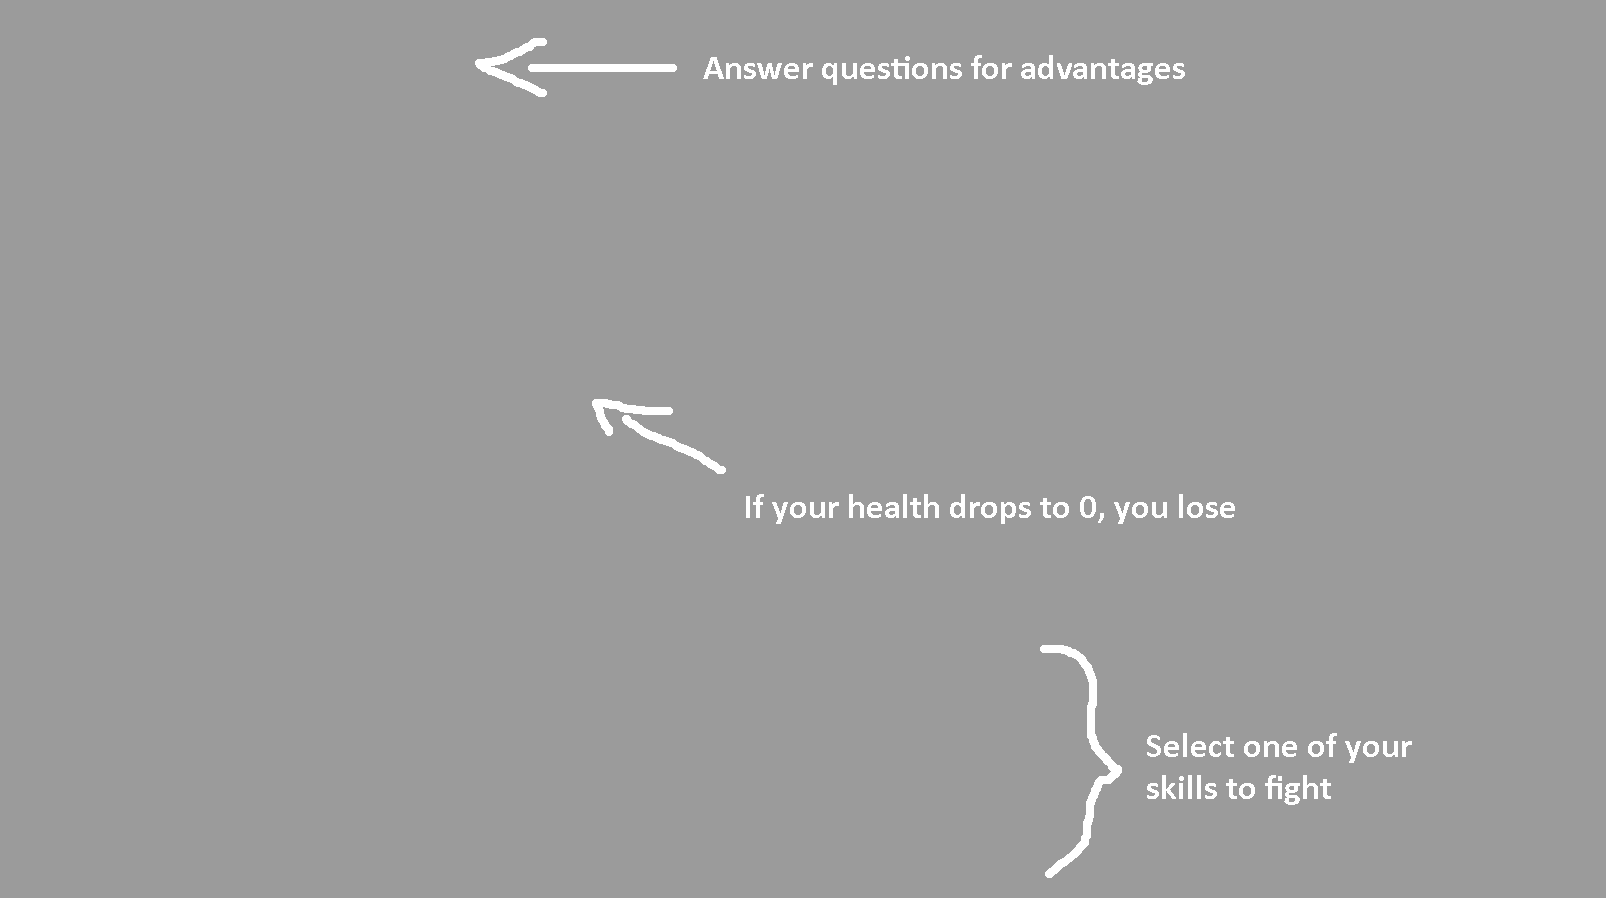 Answer questions for advantages
If your health drops to 0, you lose
Select one of your
skills to fight